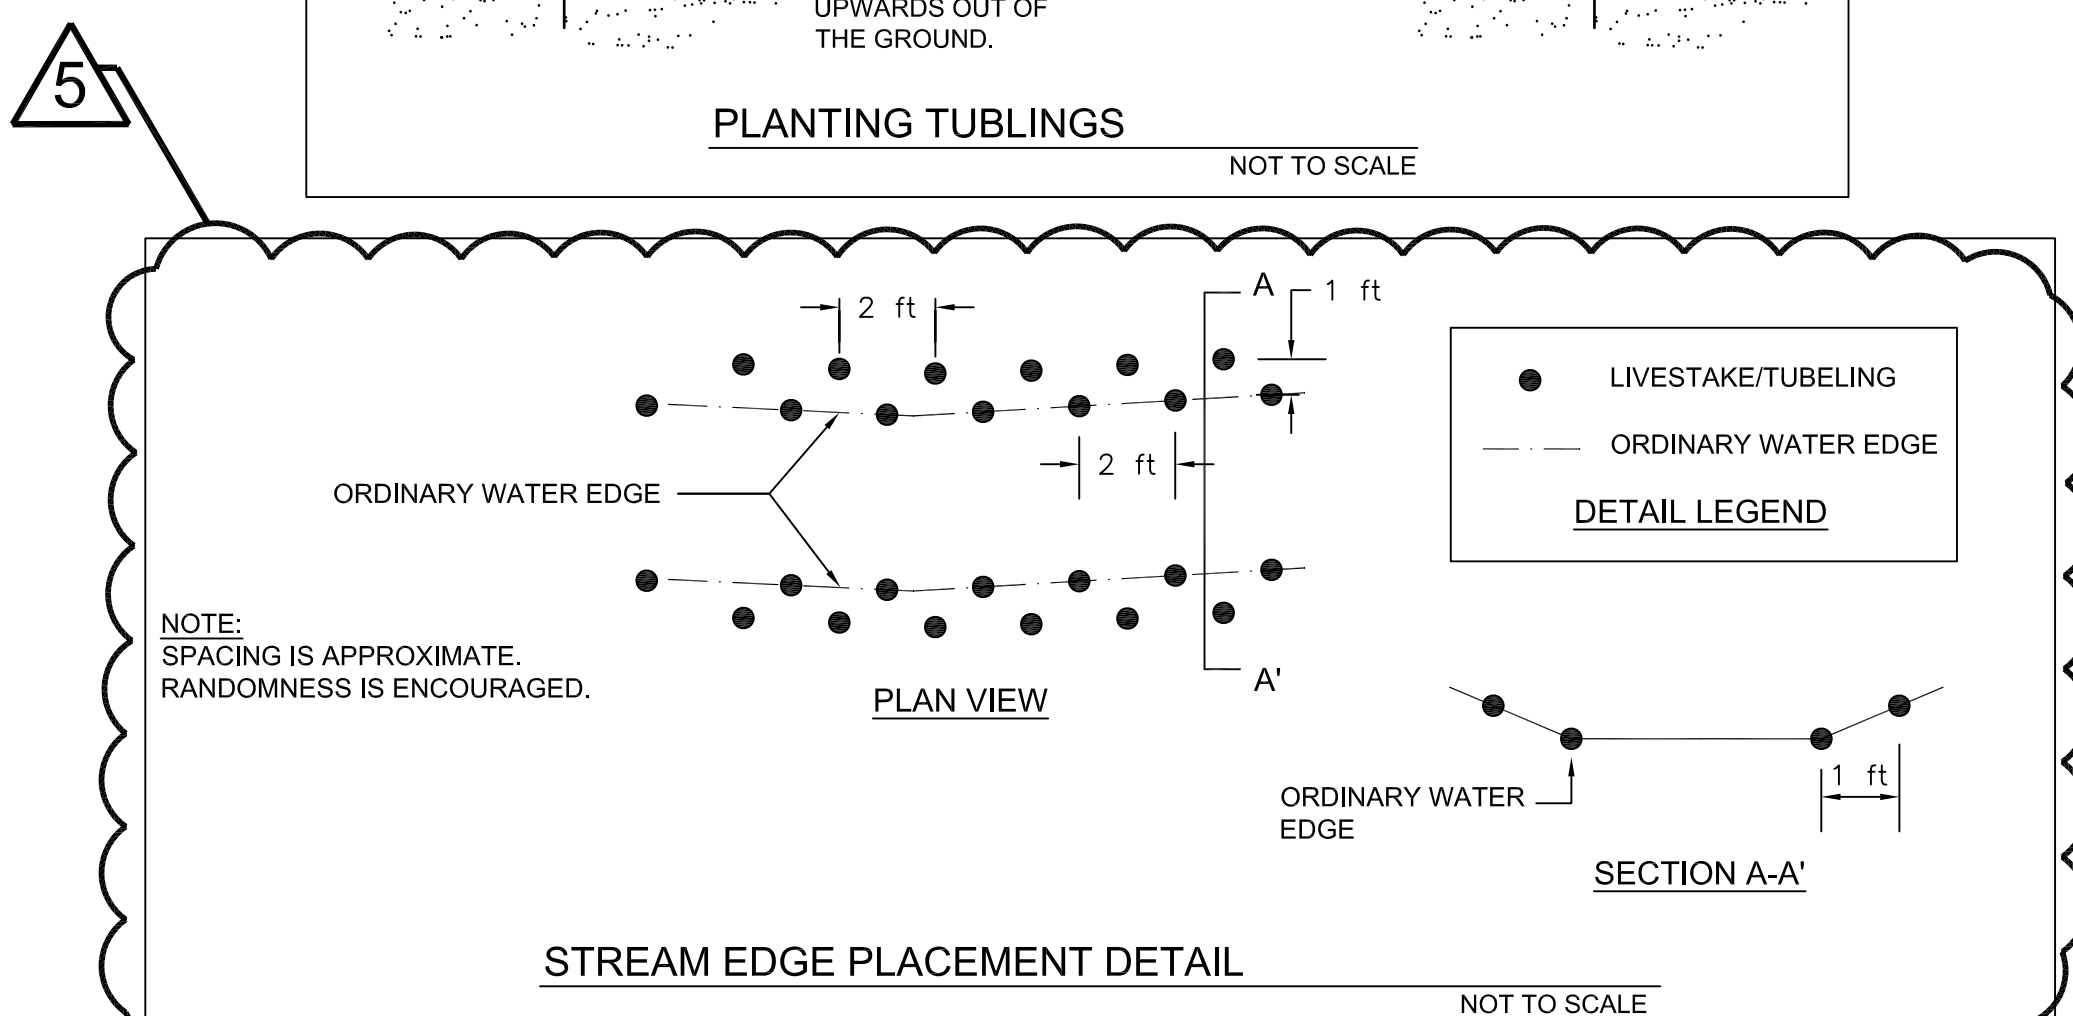 UPWARDS OUT OF
THE GROUND.
5
PLANTING TUBLINGS
NOT TO SCALE
A
1 ft
2 ft
LIVESTAKE/TUBELING
ORDINARY WATER EDGE
DETAIL LEGEND
2 ft
ORDINARY WATER EDGE
NOTE:
SPACING IS APPROXIMATE.
RANDOMNESS IS ENCOURAGED.
A'
PLAN VIEW
1 ft
ORDINARY WATER
EDGE
SECTION A-A'
STREAM EDGE PLACEMENT DETAIL
NOT TO SCALE